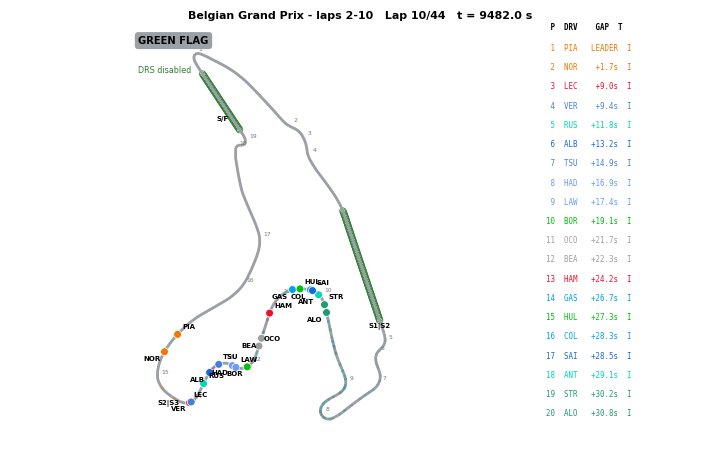 Belgian Grand Prix - laps 2-10   Lap 10/44   t = 9482.0 s
GREEN FLAG
DRS disabled
P  DRV  GAP  T
1  PIA  LEADER  I
2  NOR  +1.7s  I
3  LEC  +9.0s  I
4  VER  +9.4s  I
5  RUS  +11.8s  I
6  ALB  +13.2s  I
7  TSU  +14.9s  I
8  HAD  +16.9s  I
9  LAW  +17.4s  I
10  BOR  +19.1s  I
11  OCO  +21.7s  I
12  BEA  +22.3s  I
13  HAM  +24.2s  I
14  GAS  +26.7s  I
15  HUL  +27.3s  I
16  COL  +28.3s  I
17  SAI  +28.5s  I
18  ANT  +29.1s  I
19  STR  +30.2s  I
20  ALO  +30.8s  I
S/F
19
2
3
4
17
16
HUL
SAI
GAS
COL
ANT
10
STR
HAM
ALO
S1|S2
PIA
OCO
BEA
5
NOR
TSU
LAW
12
HAD
BOR
RUS
ALB
15
9
7
LEC
S2|S3
VER
8